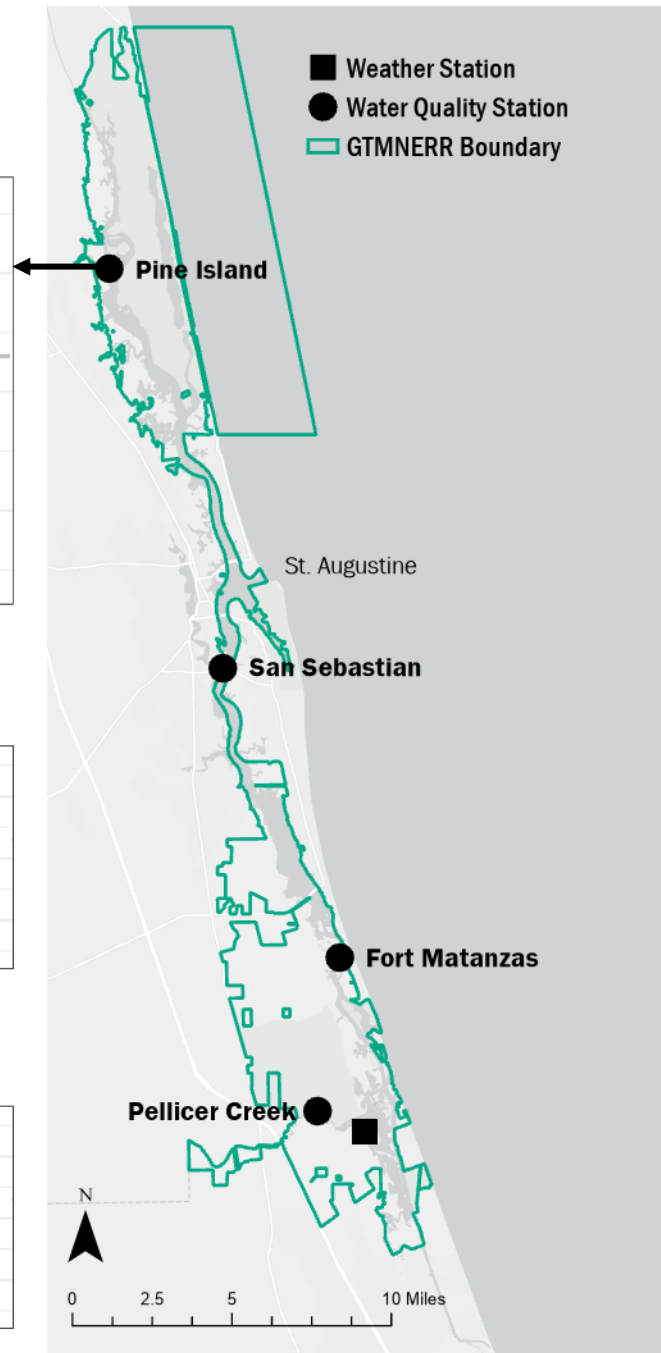 Weather Station
Water Quality Station
GTMNERR Boundary
Pine Island
St. Augustine
San Sebastian
Fort Matanzas
Pellicer Creek
N
0 2.5 5 10 Miles